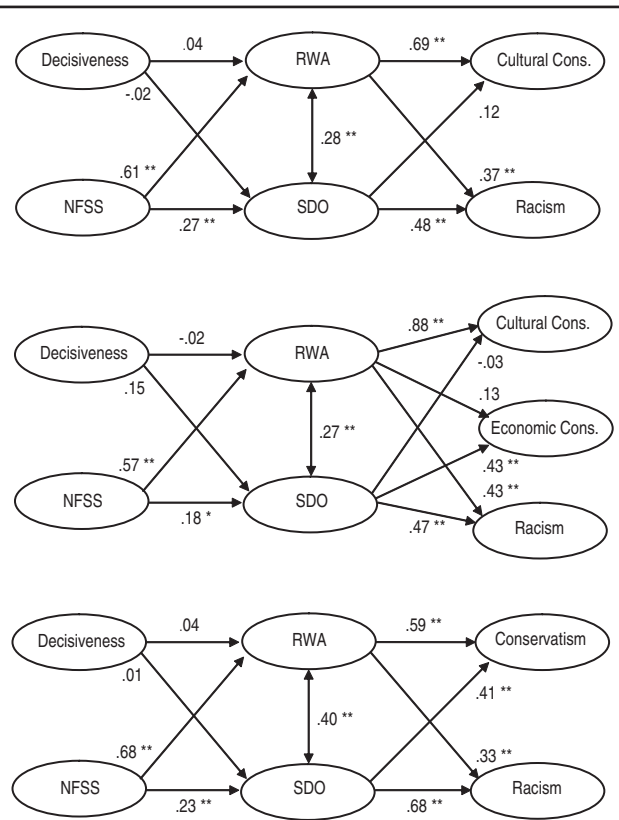 Decisiveness .04 RWA .69 ** Cultural Cons.
-.02 .12
.28 **
.61 ** .37 **
NFSS .27 ** SDO .48 ** Racism
Cultural Cons.
.88 **
Decisiveness -.02 RWA -.03
.15 .13
Economic Cons.
.27 **
.57 ** .43 **
.43 **
NFSS .18 * SDO .47 ** Racism
Decisiveness .04 RWA .59 ** Conservatism
.01 .41 **
.40 **
.68 ** .33 **
NFSS .23 ** SDO .68 ** Racism